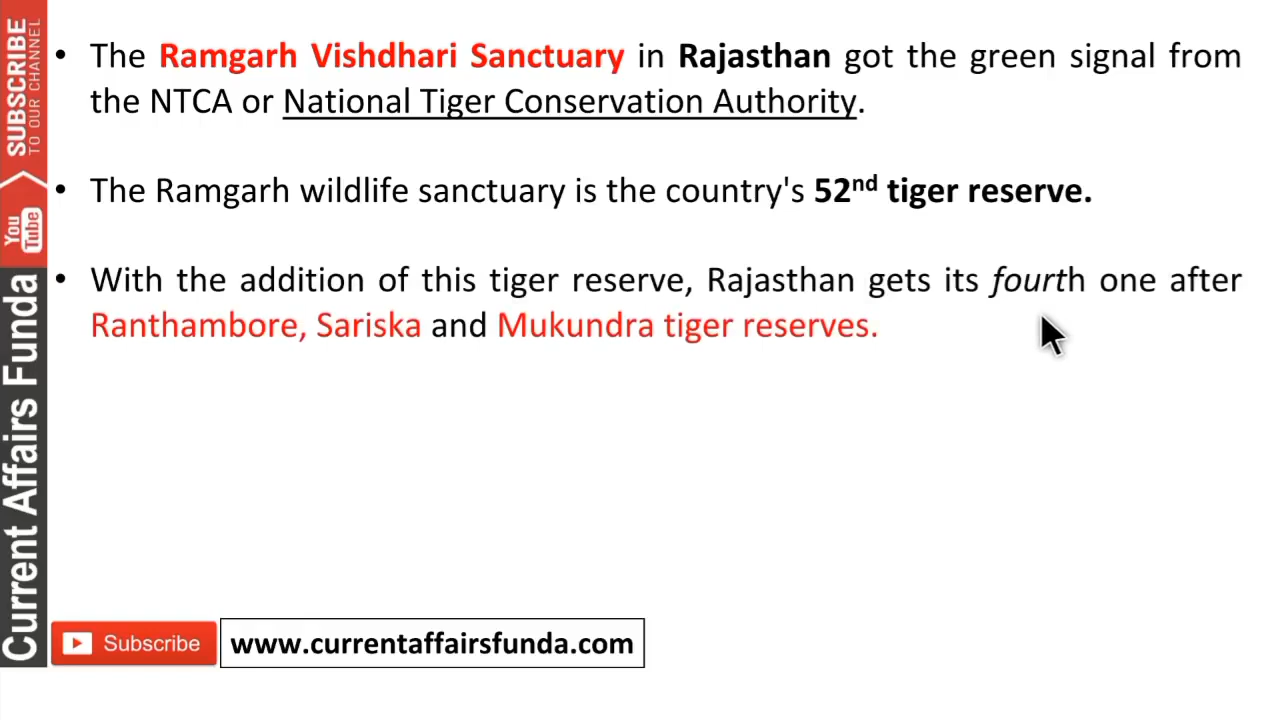 • The Ramgarh Vishdhari Sanctuary in Rajasthan got the green signal from
the NTCA or National Tiger Conservation Authority.
• The Ramgarh wildlife sanctuary is the country's 52nd tiger reserve.
• With the addition of this tiger reserve, Rajasthan gets its fourth one after
Ranthambore, Sariska and Mukundra tiger reserves.
SUBSCRIBE
TO OUR CHANNEL
You
Tube
Current Affairs Funda
Subscribe
www.currentaffairsfunda.com